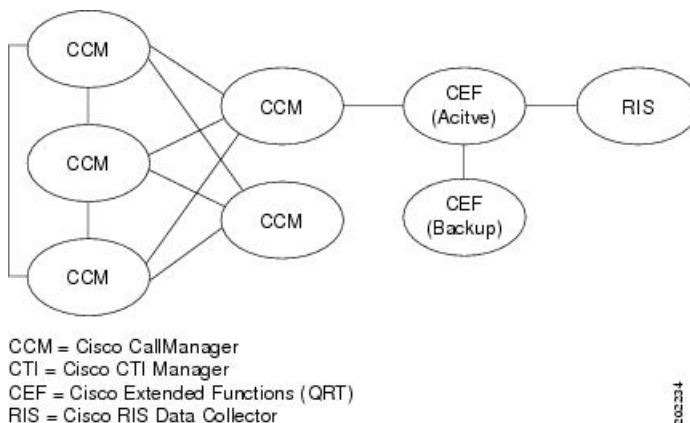 CCM
CCM
CEF
(Acitve)
RIS
CCM
CCM
CEF
(Backup)
CCM
CCM = Cisco CallManager
CTI = Cisco CTI Manager
CEF = Cisco Extended Functions (QRT)
RIS = Cisco RIS Data Collector
202234